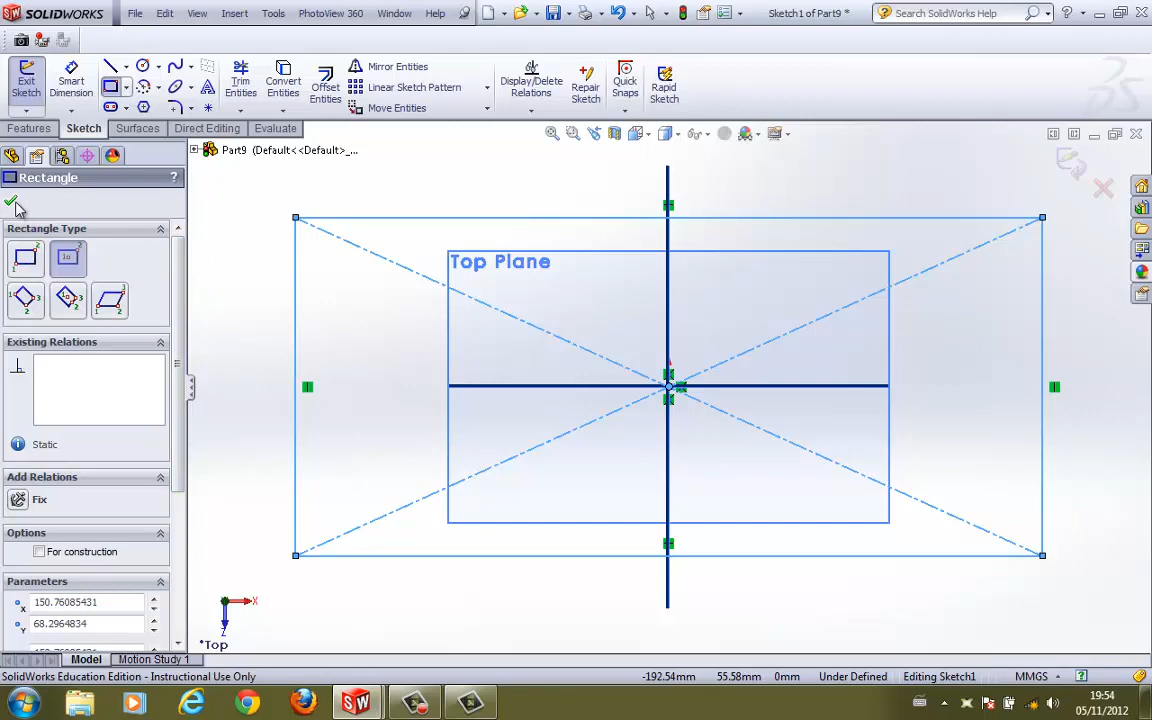 SOLIDWORKS File Edit View Insert Tools PhotoView 360 Window Help Sketch1 of Part9 * Search SolidWorks Help
Exit Sketch
Smart Dimension
Trim Entities
Convert Entities
Offset Entities
Mirror Entities
Linear Sketch Pattern
Move Entities
Display/Delete Relations
Repair Sketch
Quick Snaps
Rapid Sketch
Features Sketch Surfaces Direct Editing Evaluate
Part9 (Default<<Default>_...
Rectangle ?
Rectangle Type
Existing Relations
Static
Add Relations
Fix
Options
For construction
Parameters
150.76085431
68.2964834
Top Plane
X
Z
*Top
Model Motion Study 1
SolidWorks Education Edition - Instructional Use Only -192.54mm 55.58mm 0mm Under Defined Editing Sketch1 MMGS
19:54
05/11/2012